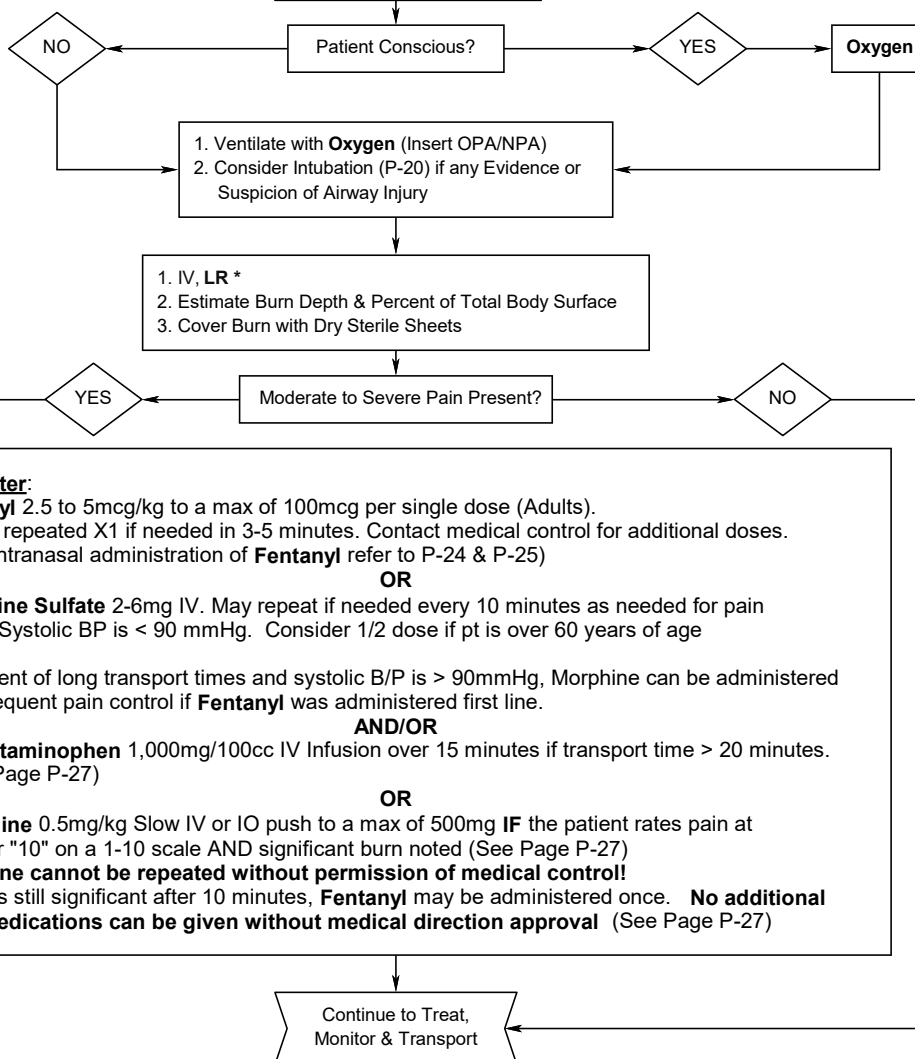 NO
Patient Conscious?
YES
Oxygen
1. Ventilate with Oxygen (Insert OPA/NPA)
2. Consider Intubation (P-20) if any Evidence or
Suspicion of Airway Injury
1. IV, LR *
2. Estimate Burn Depth & Percent of Total Body Surface
3. Cover Burn with Dry Sterile Sheets
YES
Moderate to Severe Pain Present?
NO
ter:
yl 2.5 to 5mcg/kg to a max of 100mcg per single dose (Adults).
repeated X1 if needed in 3-5 minutes. Contact medical control for additional doses.
ntranasal administration of Fentanyl refer to P-24 & P-25)
OR
ine Sulfate 2-6mg IV. May repeat if needed every 10 minutes as needed for pain
Systolic BP is < 90 mmHg. Consider 1/2 dose if pt is over 60 years of age
ent of long transport times and systolic B/P is > 90mmHg, Morphine can be administered
equent pain control if Fentanyl was administered first line.
AND/OR
taminophen 1,000mg/100cc IV Infusion over 15 minutes if transport time > 20 minutes.
Page P-27)
OR
ine 0.5mg/kg Slow IV or IO push to a max of 500mg IF the patient rates pain at
r "10" on a 1-10 scale AND significant burn noted (See Page P-27)
ne cannot be repeated without permission of medical control!
s still significant after 10 minutes, Fentanyl may be administered once. No additional
edications can be given without medical direction approval (See Page P-27)
Continue to Treat,
Monitor & Transport